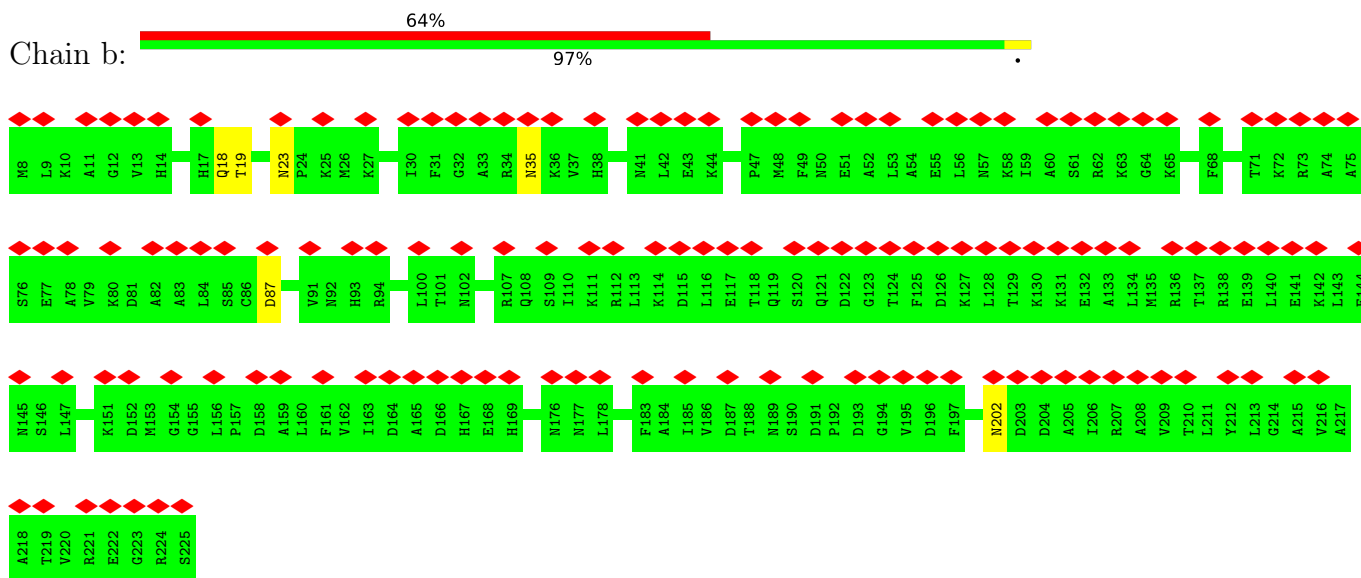 64%
Chain b:
97%
.
M8 L9 K10 A11 G12 V13 H14 H17 Q18 T19 N23 P24 K25 M26 K27 I30 F31 G32 A33 R34 N35 K36 V37 H38 N41 L42 E43 K44 P47 M48 F49 N50 E51 A52 L53 A54 E55 L56 N57 K58 I59 A60 S61 R62 K63 G64 K65 F68 T71 K72 R73 A74 A75
S76 E77 A78 V79 K80 D81 A82 A83 L84 S85 C86 D87 V91 N92 H93 R94 L100 T101 N102 R107 Q108 S109 I110 K111 R112 L113 K114 D115 L116 E117 T118 Q119 S120 Q121 D122 G123 T124 F125 D126 K127 L128 T129 K130 K131 E132 A133 L134 M135 R136 T137 R138 E139 L140 E141 K142 L143
N145 S146 L147 K151 D152 M153 G154 G155 L156 P157 D158 A159 L160 F161 V162 I163 D164 A165 D166 H167 E168 H169 N176 N177 L178 F183 A184 I185 V186 D187 T188 N189 S190 D191 P192 D193 G194 V195 D196 F197 N202 D203 D204 A205 I206 R207 A208 V209 T210 L211 Y212 L213 G214 A215 V216 A217
A218 T219 V220 R221 E222 G223 R224 S225